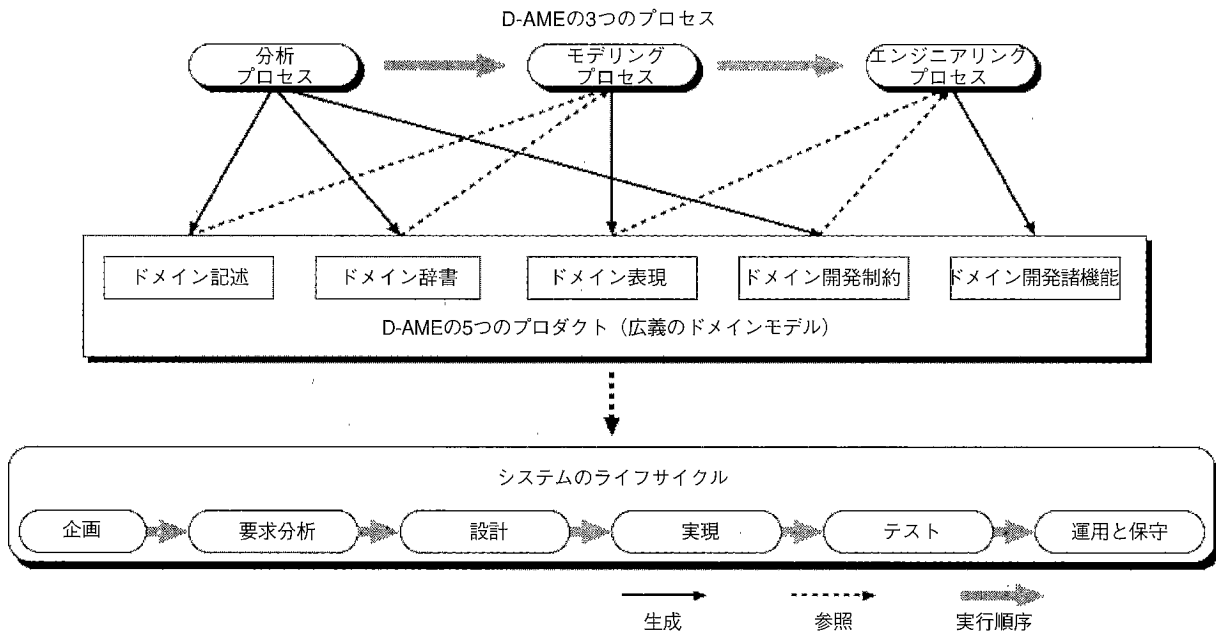 D-AMEの3つのプロセス
分析
プロセス
モデリング
プロセス
エンジニアリング
プロセス
ドメイン記述
ドメイン辞書
ドメイン表現
ドメイン開発制約
ドメイン開発諸機能
D-AMEの5つのプロダクト（広義のドメインモデル）
システムのライフサイクル
企画
要求分析
設計
実現
テスト
運用と保守
生成
参照
実行順序